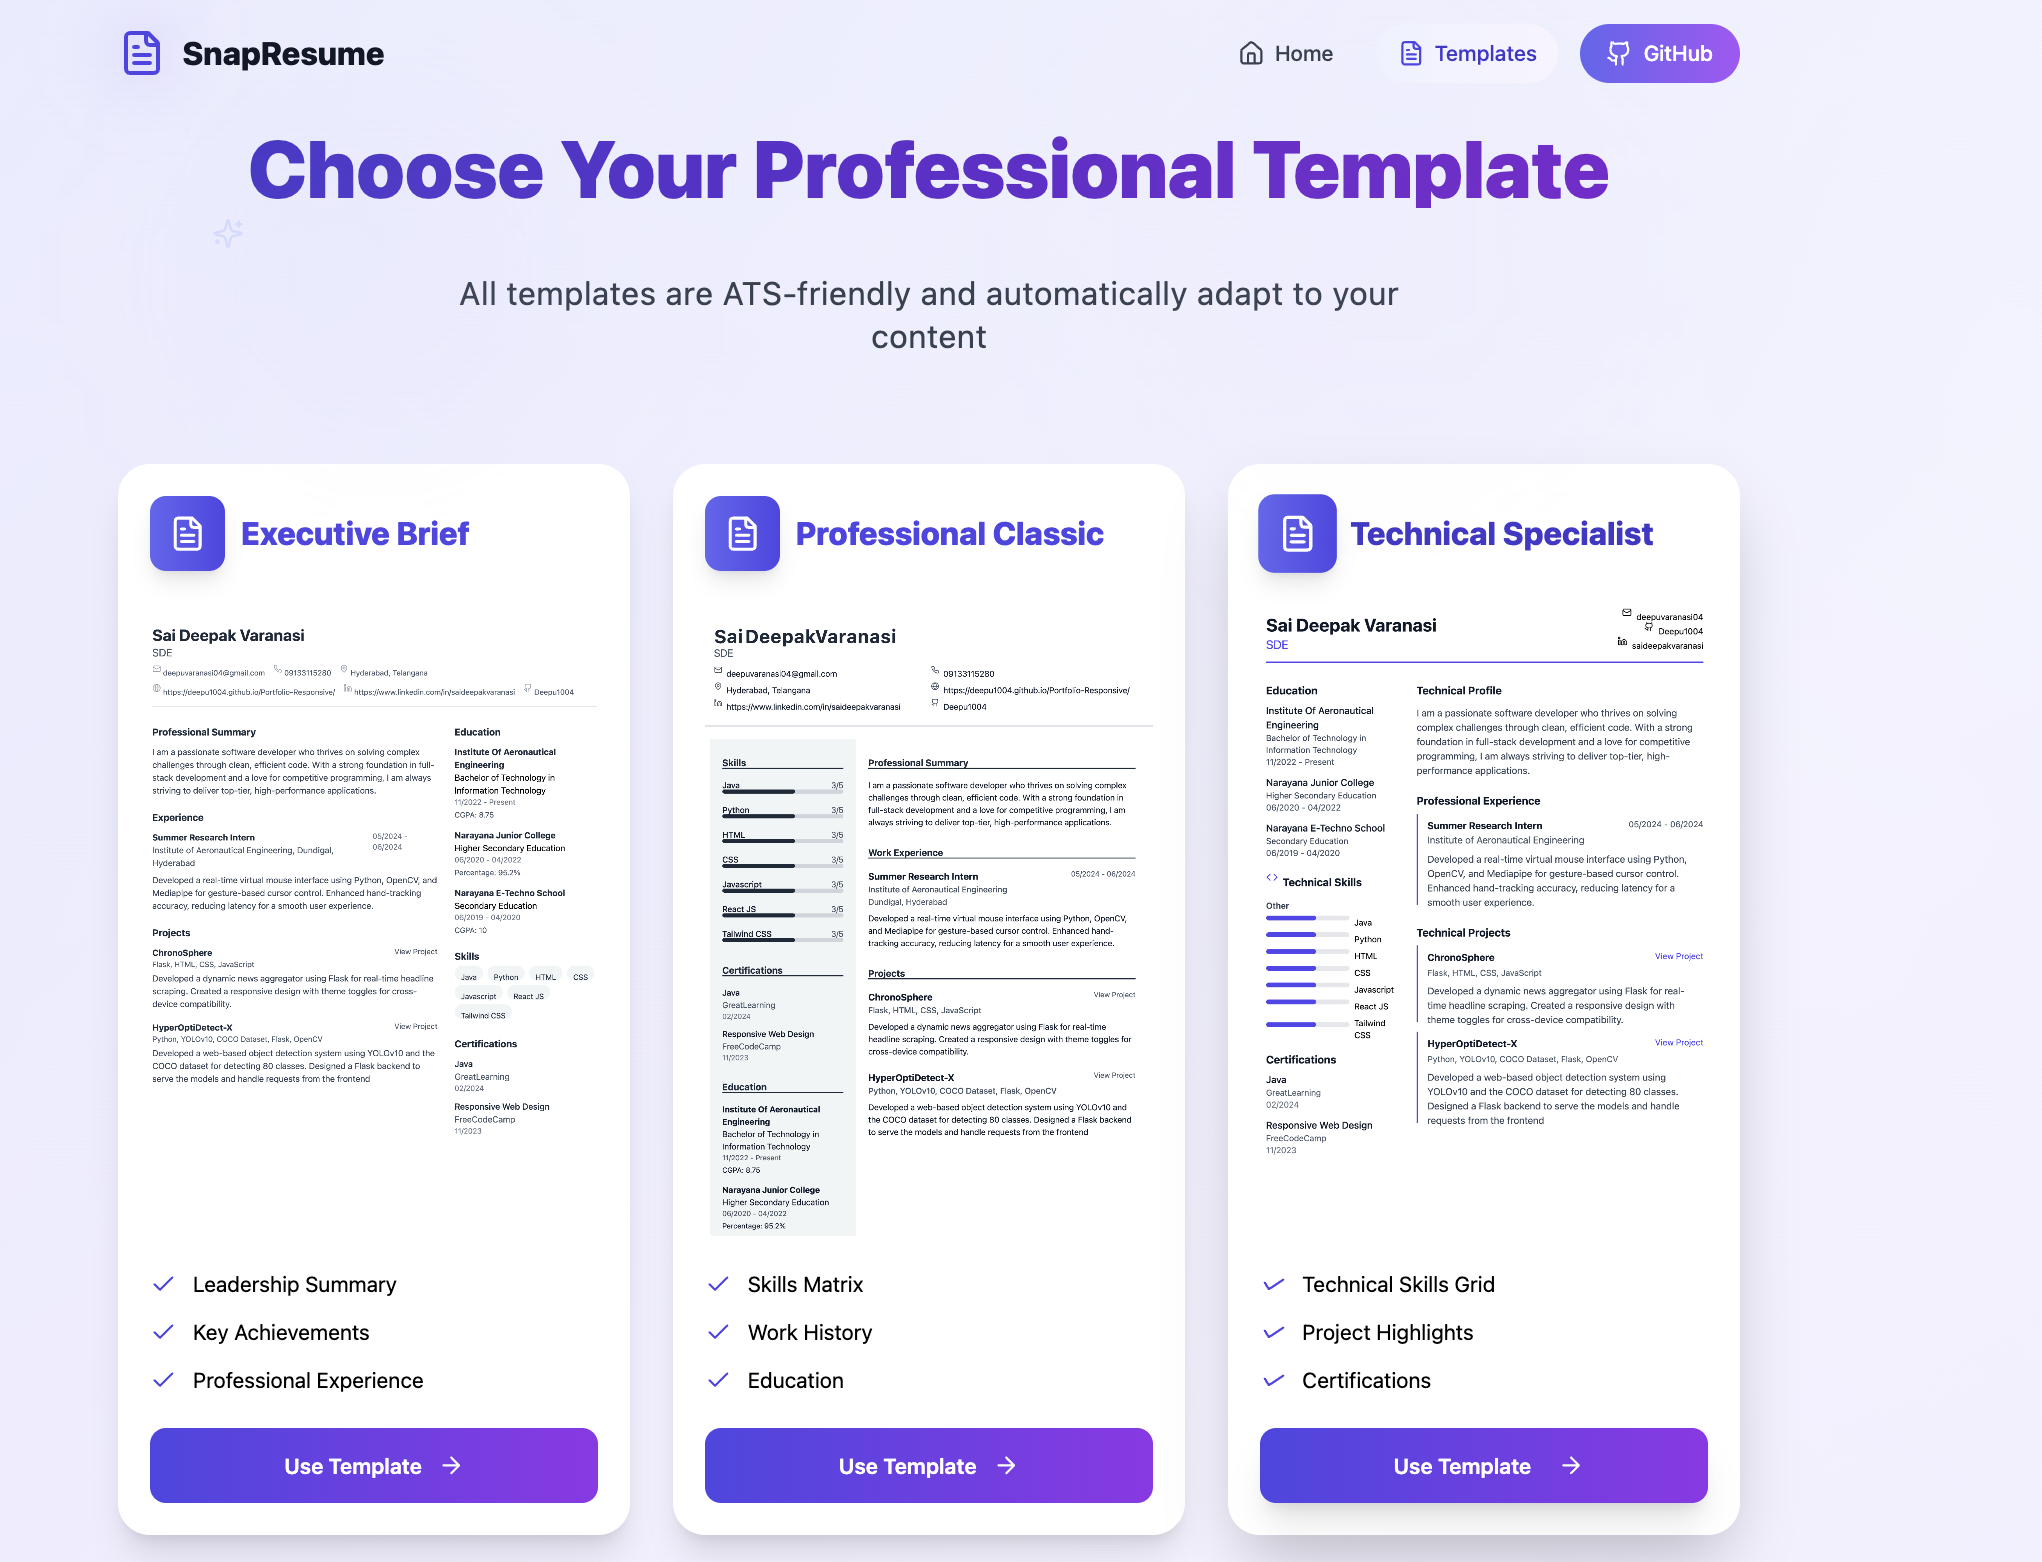 SnapResume
Home
Templates
GitHub
Choose Your Professional Template
All templates are ATS-friendly and automatically adapt to your
content
Executive Brief
Sai Deepak Varanasi
SDE
deepuvaranasi04@gmail.com 09133115280 Hyderabad, Telangana
https://deepu1004.github.io/Portfolio-Responsive/ https://www.linkedin.com/in/saideepakvaranasi Deepu1004
Professional Summary
I am a passionate software developer who thrives on solving complex
challenges through clean, efficient code. With a strong foundation in full-
stack development and a love for competitive programming, I am always
striving to deliver top-tier, high-performance applications.
Experience
Summer Research Intern
05/2024 -
06/2024
Institute of Aeronautical Engineering, Dundigal,
Hyderabad
Developed a real-time virtual mouse interface using Python, OpenCV, and
Mediapipe for gesture-based cursor control. Enhanced hand-tracking
accuracy, reducing latency for a smooth user experience.
Projects
ChronoSphere View Project
Flask, HTML, CSS, JavaScript
Developed a dynamic news aggregator using Flask for real-time headline
scraping. Created a responsive design with theme toggles for cross-
device compatibility.
HyperOptiDetect-X View Project
Python, YOLOv10, COCO Dataset, Flask, OpenCV
Developed a web-based object detection system using YOLOv10 and the
COCO dataset for detecting 80 classes. Designed a Flask backend to
serve the models and handle requests from the frontend
Education
Institute Of Aeronautical
Engineering
Bachelor of Technology in
Information Technology
11/2022 - Present
CGPA: 8.75
Narayana Junior College
Higher Secondary Education
06/2020 - 04/2022
Percentage: 95.2%
Narayana E-Techno School
Secondary Education
06/2019 - 04/2020
CGPA: 10
Skills
Java Python HTML CSS
Javascript React JS
Tailwind CSS
Certifications
Java
GreatLearning
02/2024
Responsive Web Design
FreeCodeCamp
11/2023
Leadership Summary
Key Achievements
Professional Experience
Use Template
Professional Classic
Sai DeepakVaranasi
SDE
deepuvaranasi04@gmail.com 09133115280
Hyderabad, Telangana https://deepu1004.github.io/Portfolio-Responsive/
https://www.linkedin.com/in/saideepakvaranasi Deepu1004
Skills
Java 3/5
Python 3/5
HTML 3/5
CSS 3/5
Javascript 3/5
React JS 3/5
Tailwind CSS 3/5
Certifications
Java
GreatLearning
02/2024
Responsive Web Design
FreeCodeCamp
11/2023
Education
Institute Of Aeronautical
Engineering
Bachelor of Technology in
Information Technology
11/2022 - Present
CGPA: 8.75
Narayana Junior College
Higher Secondary Education
06/2020 - 04/2022
Percentage: 95.2%
Professional Summary
I am a passionate software developer who thrives on solving complex
challenges through clean, efficient code. With a strong foundation in
full-stack development and a love for competitive programming, I am
always striving to deliver top-tier, high-performance applications.
Work Experience
Summer Research Intern 05/2024 - 06/2024
Institute of Aeronautical Engineering
Dundigal, Hyderabad
Developed a real-time virtual mouse interface using Python, OpenCV,
and Mediapipe for gesture-based cursor control. Enhanced hand-
tracking accuracy, reducing latency for a smooth user experience.
Projects
ChronoSphere View Project
Flask, HTML, CSS, JavaScript
Developed a dynamic news aggregator using Flask for real-time
headline scraping. Created a responsive design with theme toggles for
cross-device compatibility.
HyperOptiDetect-X View Project
Python, YOLOv10, COCO Dataset, Flask, OpenCV
Developed a web-based object detection system using YOLOv10 and
the COCO dataset for detecting 80 classes. Designed a Flask backend
to serve the models and handle requests from the frontend
Skills Matrix
Work History
Education
Use Template
Technical Specialist
Sai Deepak Varanasi
SDE
deepuvaranasi04
Deepu1004
saideepakvaranasi
Education
Institute Of Aeronautical
Engineering
Bachelor of Technology in
Information Technology
11/2022 - Present
Narayana Junior College
Higher Secondary Education
06/2020 - 04/2022
Narayana E-Techno School
Secondary Education
06/2019 - 04/2020
Technical Skills
Other
Java
Python
HTML
CSS
Javascript
React JS
Tailwind
CSS
Certifications
Java
GreatLearning
02/2024
Responsive Web Design
FreeCodeCamp
11/2023
Technical Profile
I am a passionate software developer who thrives on solving
complex challenges through clean, efficient code. With a strong
foundation in full-stack development and a love for competitive
programming, I am always striving to deliver top-tier, high-
performance applications.
Professional Experience
Summer Research Intern 05/2024 - 06/2024
Institute of Aeronautical Engineering
Developed a real-time virtual mouse interface using Python,
OpenCV, and Mediapipe for gesture-based cursor control.
Enhanced hand-tracking accuracy, reducing latency for a
smooth user experience.
Technical Projects
ChronoSphere View Project
Flask, HTML, CSS, JavaScript
Developed a dynamic news aggregator using Flask for real-
time headline scraping. Created a responsive design with
theme toggles for cross-device compatibility.
HyperOptiDetect-X View Project
Python, YOLOv10, COCO Dataset, Flask, OpenCV
Developed a web-based object detection system using
YOLOv10 and the COCO dataset for detecting 80 classes.
Designed a Flask backend to serve the models and handle
requests from the frontend
Technical Skills Grid
Project Highlights
Certifications
Use Template